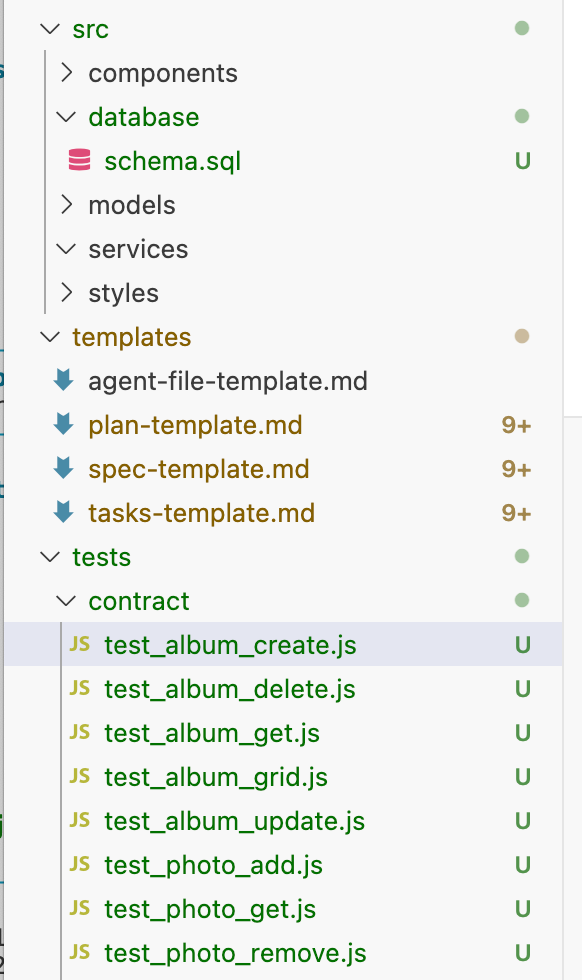 src
components
database
schema.sql U
models
services
styles
templates
agent-file-template.md
plan-template.md 9+
spec-template.md 9+
tasks-template.md 9+
tests
contract
JS test_album_create.js U
JS test_album_delete.js U
JS test_album_get.js U
JS test_album_grid.js U
JS test_album_update.js U
JS test_photo_add.js U
JS test_photo_get.js U
JS test_photo_remove.js U